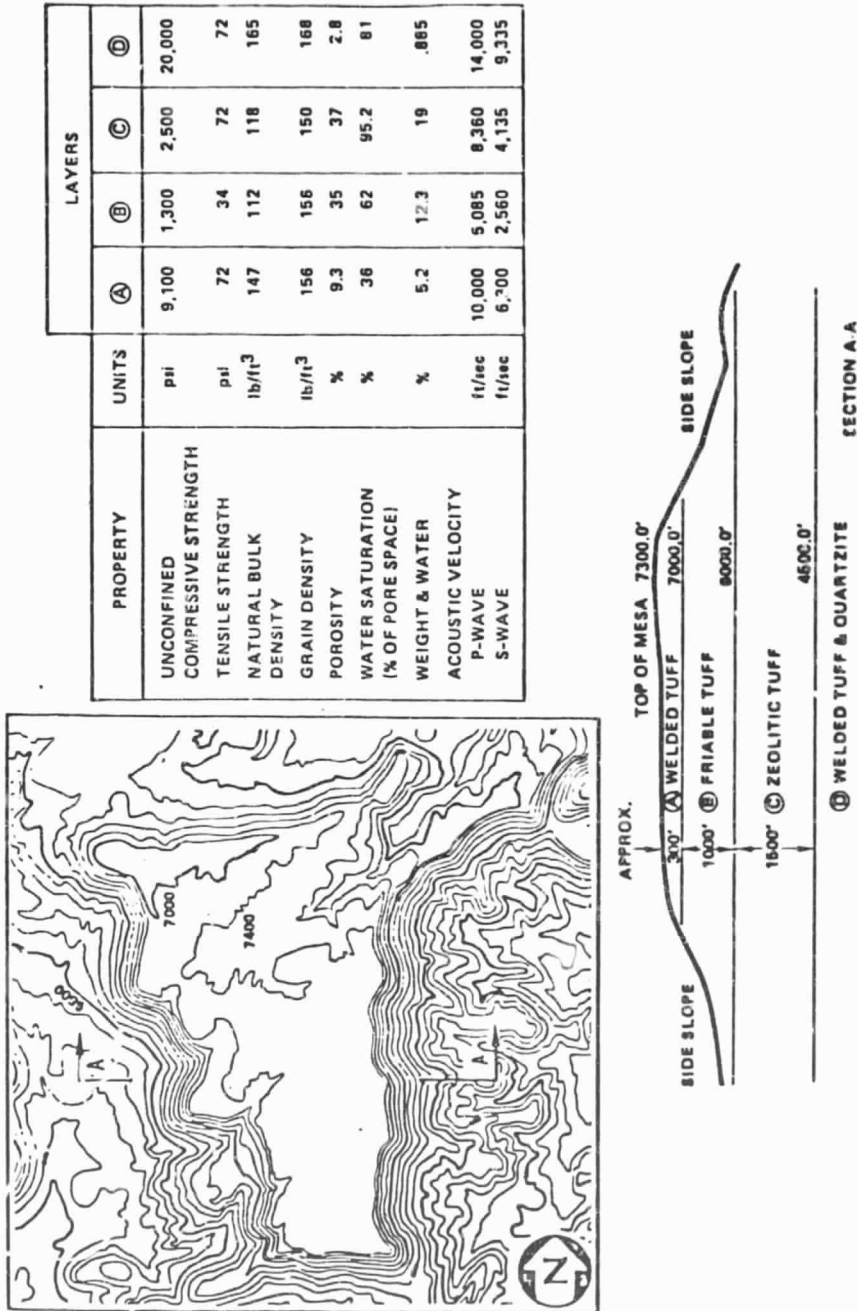 LAYERS
PROPERTY UNITS Ⓐ Ⓑ Ⓒ Ⓓ
UNCONFINED
COMPRESSIVE STRENGTH psi 9,100 1,300 2,500 20,000
TENSILE STRENGTH psi 72 34 72 72
NATURAL BULK lb/ft³ 147 112 118 165
DENSITY
GRAIN DENSITY lb/ft³ 156 156 150 168
POROSITY % 9.3 35 37 2.8
WATER SATURATION % 36 62 95.2 81
(% OF PORE SPACE)
WEIGHT & WATER % 5.2 12.3 19 .885
ACOUSTIC VELOCITY
P-WAVE ft/sec 10,000 5,085 8,360 14,000
S-WAVE ft/sec 2,560 4,135 9,335
7000
7400
A
A
N
APPROX.
TOP OF MESA 7300.0'
SIDE SLOPE
SIDE SLOPE
300' Ⓐ WELDED TUFF 7000.0'
1000' Ⓑ FRIABLE TUFF 6000.0'
1500' Ⓒ ZEOLITIC TUFF
4500.0'
Ⓓ WELDED TUFF & QUARTZITE
SECTION A-A